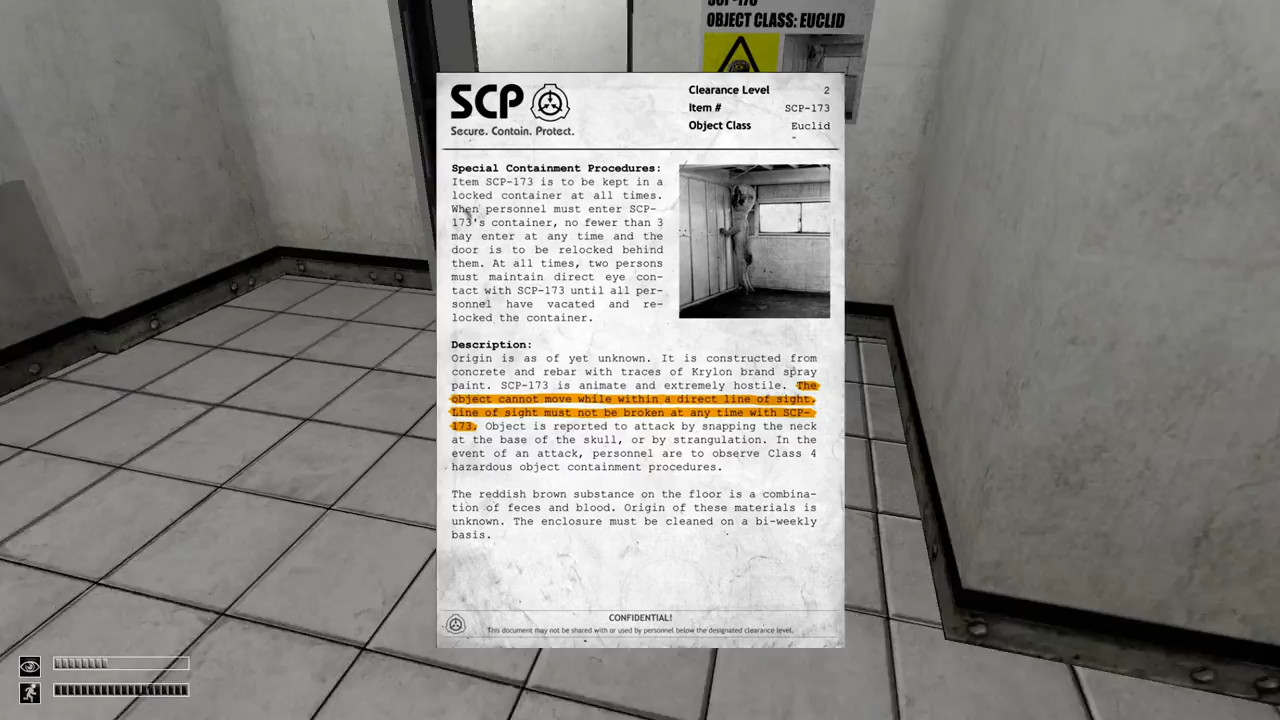 SCP-173
OBJECT CLASS: EUCLID
SCP
Secure. Contain. Protect.
Clearance Level 2
Item # SCP-173
Object Class Euclid
Special Containment Procedures:
Item SCP-173 is to be kept in a
locked container at all times.
When personnel must enter SCP-
173's container, no fewer than 3
may enter at any time and the
door is to be relocked behind
them. At all times, two persons
must maintain direct eye con-
tact with SCP-173 until all per-
sonnel have vacated and re-
locked the container.
Description:
Origin is as of yet unknown. It is constructed from
concrete and rebar with traces of Krylon brand spray
paint. SCP-173 is animate and extremely hostile. The
object cannot move while within a direct line of sight.
Line of sight must not be broken at any time with SCP-
173. Object is reported to attack by snapping the neck
at the base of the skull, or by strangulation. In the
event of an attack, personnel are to observe Class 4
hazardous object containment procedures.
The reddish brown substance on the floor is a combina-
tion of feces and blood. Origin of these materials is
unknown. The enclosure must be cleaned on a bi-weekly
basis.
CONFIDENTIAL!
This document may not be shared with or used by personnel below the designated clearance level.